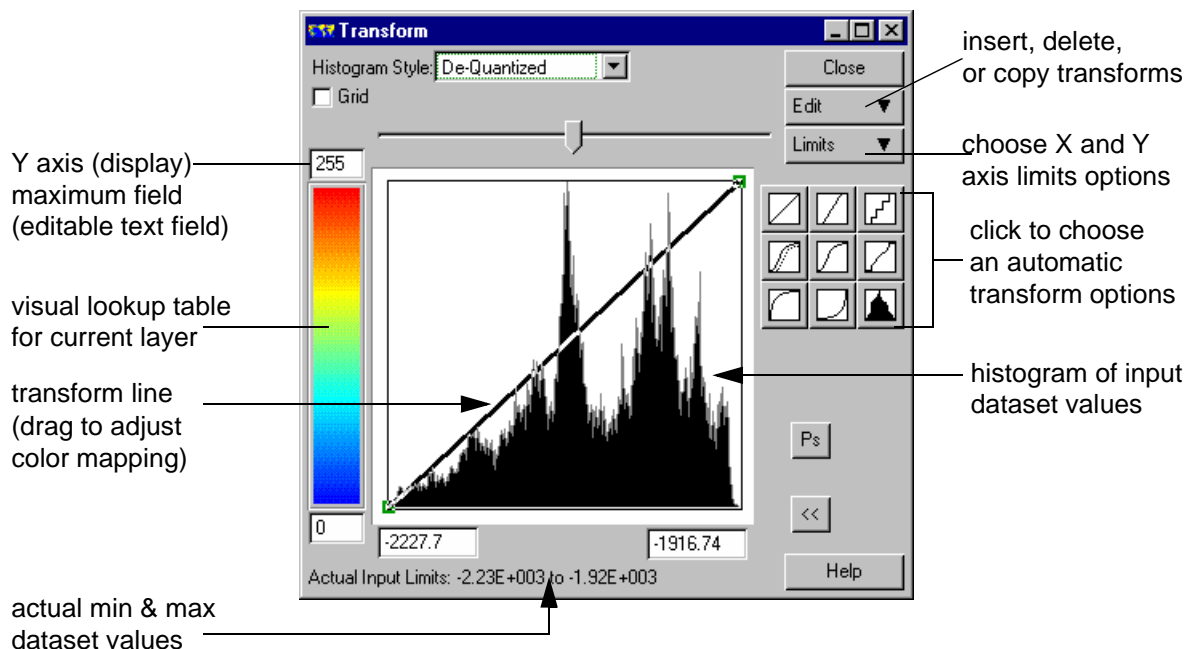 Transform
Histogram Style: De-Quantized
Grid
Close
Edit
Limits
255
0
-2227.7
-1916.74
Actual Input Limits: -2.23E+003 to -1.92E+003
Ps
<<
Help
Y axis (display)
maximum field
(editable text field)
visual lookup table
for current layer
transform line
(drag to adjust
color mapping)
actual min & max
dataset values
insert, delete,
or copy transforms
choose X and Y
axis limits options
click to choose
an automatic
transform options
histogram of input
dataset values